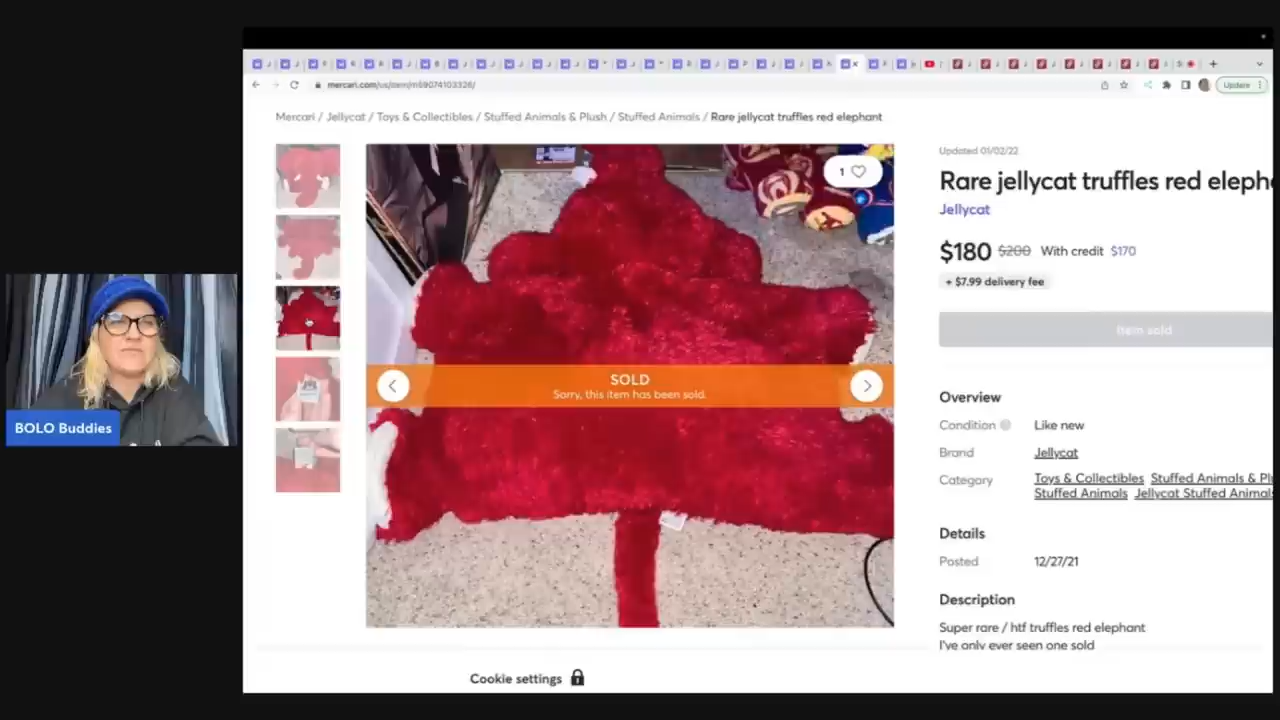 mercari.com/us/item/m59074103326/
Update
Mercari / Jellycat / Toys & Collectibles / Stuffed Animals & Plush / Stuffed Animals / Rare jellycat truffles red elephant
1
Updated 01/02/22
Rare jellycat truffles red eleph
Jellycat
$180 $200 With credit $170
+ $7.99 delivery fee
Item sold
SOLD
Sorry, this item has been sold.
Overview
Condition Like new
Brand Jellycat
Category Toys & Collectibles Stuffed Animals & Pl
Stuffed Animals Jellycat Stuffed Animals
Details
Posted 12/27/21
Description
Super rare / htf truffles red elephant
I've only ever seen one sold
Cookie settings
BOLO Buddies